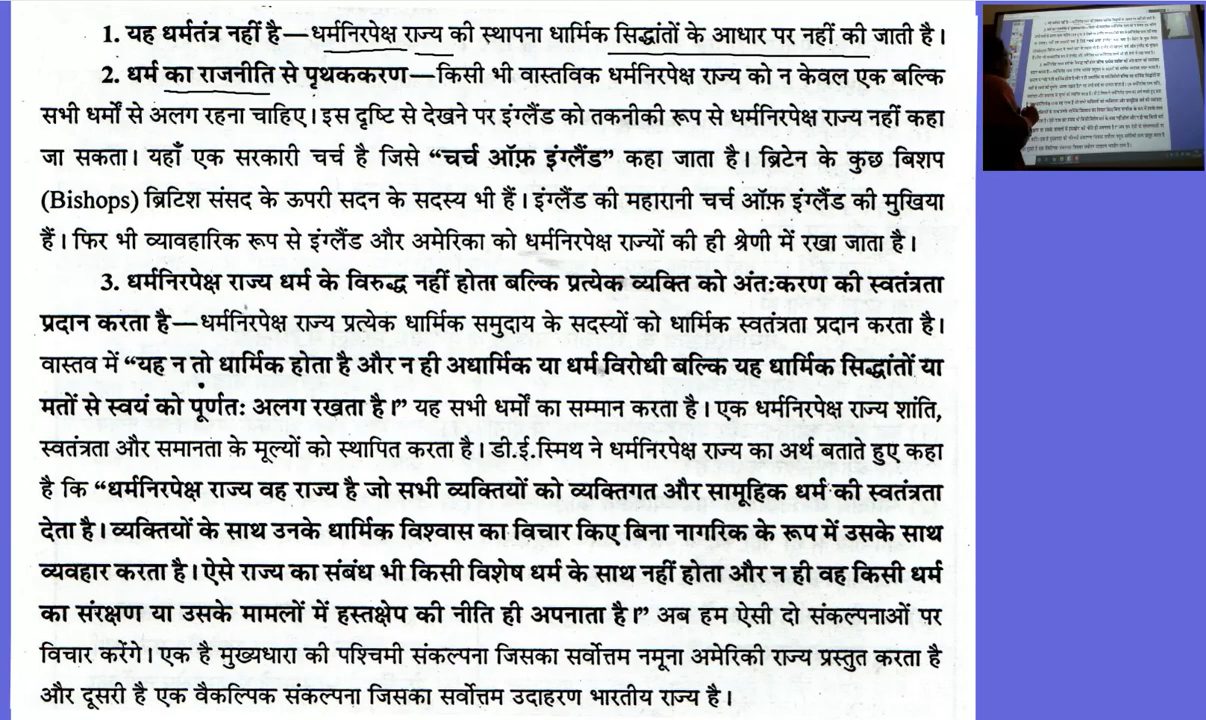 1. यह धर्मतंत्र नहीं है—धर्मनिरपेक्ष राज्य की स्थापना धार्मिक सिद्धांतों के आधार पर नहीं की जाती है।
2. धर्म का राजनीति से पृथककरण—किसी भी वास्तविक धर्मनिरपेक्ष राज्य को न केवल एक बल्कि
सभी धर्मों से अलग रहना चाहिए। इस दृष्टि से देखने पर इंग्लैंड को तकनीकी रूप से धर्मनिरपेक्ष राज्य नहीं कहा
जा सकता। यहाँ एक सरकारी चर्च है जिसे “चर्च ऑफ़ इंग्लैंड” कहा जाता है। ब्रिटेन के कुछ बिशप
(Bishops) ब्रिटिश संसद के ऊपरी सदन के सदस्य भी हैं। इंग्लैंड की महारानी चर्च ऑफ़ इंग्लैंड की मुखिया
हैं। फिर भी व्यावहारिक रूप से इंग्लैंड और अमेरिका को धर्मनिरपेक्ष राज्यों की ही श्रेणी में रखा जाता है।
3. धर्मनिरपेक्ष राज्य धर्म के विरुद्ध नहीं होता बल्कि प्रत्येक व्यक्ति को अंतःकरण की स्वतंत्रता
प्रदान करता है—धर्मनिरपेक्ष राज्य प्रत्येक धार्मिक समुदाय के सदस्यों को धार्मिक स्वतंत्रता प्रदान करता है।
वास्तव में “यह न तो धार्मिक होता है और न ही अधार्मिक या धर्म विरोधी बल्कि यह धार्मिक सिद्धांतों या
मतों से स्वयं को पूर्णतः अलग रखता है।” यह सभी धर्मों का सम्मान करता है। एक धर्मनिरपेक्ष राज्य शांति,
स्वतंत्रता और समानता के मूल्यों को स्थापित करता है। डी.ई.स्मिथ ने धर्मनिरपेक्ष राज्य का अर्थ बताते हुए कहा
है कि “धर्मनिरपेक्ष राज्य वह राज्य है जो सभी व्यक्तियों को व्यक्तिगत और सामूहिक धर्म की स्वतंत्रता
देता है। व्यक्तियों के साथ उनके धार्मिक विश्वास का विचार किए बिना नागरिक के रूप में उसके साथ
व्यवहार करता है। ऐसे राज्य का संबंध भी किसी विशेष धर्म के साथ नहीं होता और न ही वह किसी धर्म
का संरक्षण या उसके मामलों में हस्तक्षेप की नीति ही अपनाता है।” अब हम ऐसी दो संकल्पनाओं पर
विचार करेंगे। एक है मुख्यधारा की पश्चिमी संकल्पना जिसका सर्वोत्तम नमूना अमेरिकी राज्य प्रस्तुत करता है
और दूसरी है एक वैकल्पिक संकल्पना जिसका सर्वोत्तम उदाहरण भारतीय राज्य है।